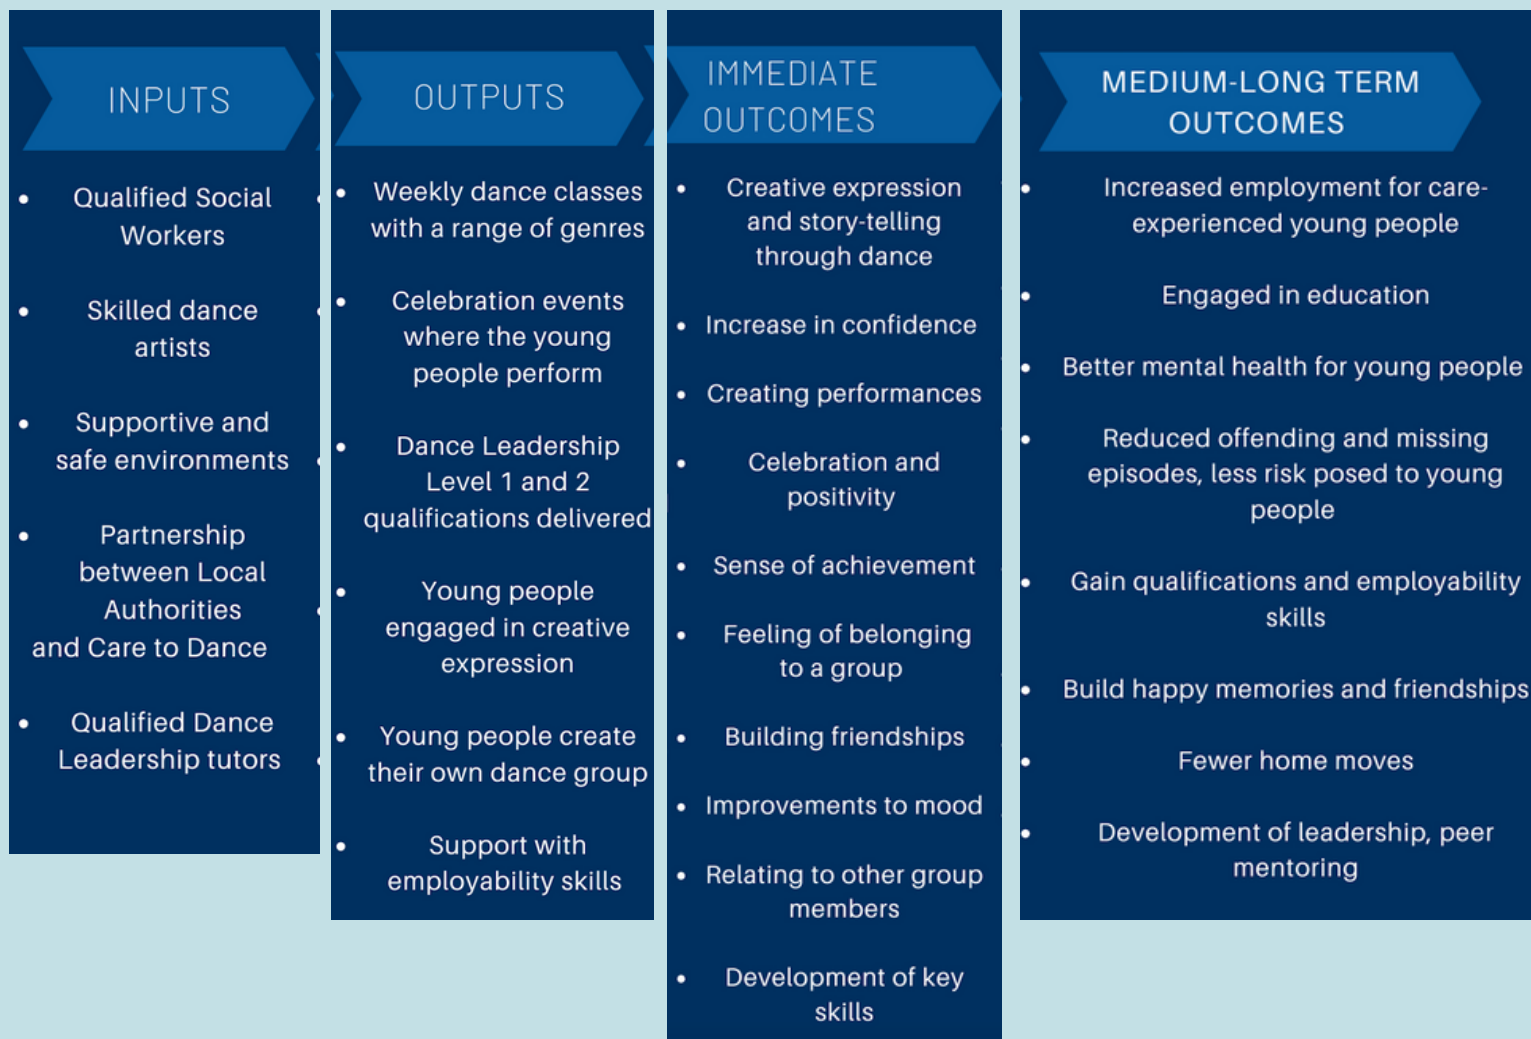 INPUTS
• Qualified Social
Workers
• Skilled dance
artists
• Supportive and
safe environments
• Partnership
between Local
Authorities
and Care to Dance
• Qualified Dance
Leadership tutors
OUTPUTS
• Weekly dance classes
with a range of genres
• Celebration events
where the young
people perform
• Dance Leadership
Level 1 and 2
qualifications delivered
• Young people
engaged in creative
expression
• Young people create
their own dance group
• Support with
employability skills
IMMEDIATE
OUTCOMES
• Creative expression
and story-telling
through dance
• Increase in confidence
• Creating performances
• Celebration and
positivity
• Sense of achievement
• Feeling of belonging
to a group
• Building friendships
• Improvements to mood
• Relating to other group
members
• Development of key
skills
MEDIUM-LONG TERM
OUTCOMES
• Increased employment for care-
experienced young people
• Engaged in education
• Better mental health for young people
• Reduced offending and missing
episodes, less risk posed to young
people
• Gain qualifications and employability
skills
• Build happy memories and friendships
• Fewer home moves
• Development of leadership, peer
mentoring